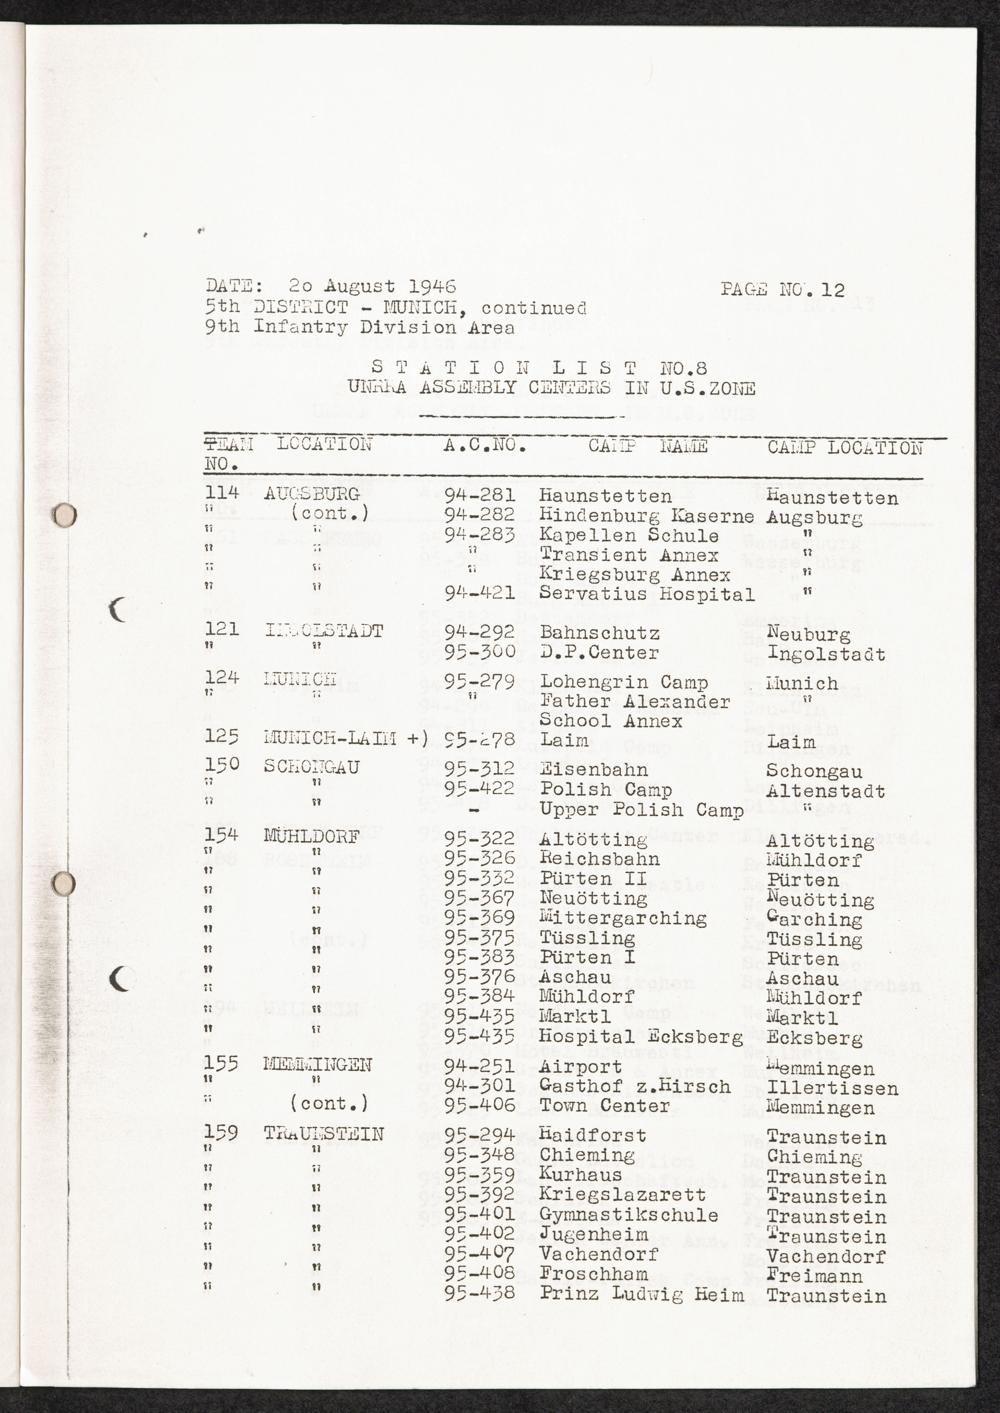 DATE: 2o August 1946 PAGE NO.12
5th DISTRICT - MUNICH, continued
9th Infantry Division Area
S T A T I O N L I S T NO.8
UNRRA ASSEMBLY CENTERS IN U.S.ZONE
TEAM LOCATION A.C.NO. CAMP NAME CAMP LOCATION
NO.
114 AUGSBURG 94-281 Haunstetten Haunstetten
" (cont.) 94-282 Hindenburg Kaserne Augsburg
" " 94-283 Kapellen Schule "
" " " Transient Annex "
" " " Kriegsburg Annex "
" " 94-421 Servatius Hospital "
121 INGOLSTADT 94-292 Bahnschutz Neuburg
" " 95-300 D.P.Center Ingolstadt
124 MUNICH 95-279 Lohengrin Camp Munich
" " " Father Alexander "
School Annex
125 MUNICH-LAIM +) 95-278 Laim Laim
150 SCHONGAU 95-312 Eisenbahn Schongau
" " 95-422 Polish Camp Altenstadt
" " - Upper Polish Camp "
154 MÜHLDORF 95-322 Altötting Altötting
" " 95-326 Reichsbahn Mühldorf
" " 95-332 Pürten II Pürten
" " 95-367 Neuötting Neuötting
" " 95-369 Mittergarching Garching
" " 95-375 Tüssling Tüssling
" " 95-383 Pürten I Pürten
" " 95-376 Aschau Aschau
" " 95-384 Mühldorf Mühldorf
" " 95-435 Marktl Marktl
" " 95-435 Hospital Ecksberg Ecksberg
155 MEMMINGEN 94-251 Airport Memmingen
" " 94-301 Gasthof z.Hirsch Illertissen
" (cont.) 95-406 Town Center Memmingen
159 TRAUNSTEIN 95-294 Haidforst Traunstein
" " 95-348 Chieming Chieming
" " 95-359 Kurhaus Traunstein
" " 95-392 Kriegslazarett Traunstein
" " 95-401 Gymnastikschule Traunstein
" " 95-402 Jugenheim Traunstein
" " 95-407 Vachendorf Vachendorf
" " 95-408 Froschham Freimann
" " 95-438 Prinz Ludwig Heim Traunstein